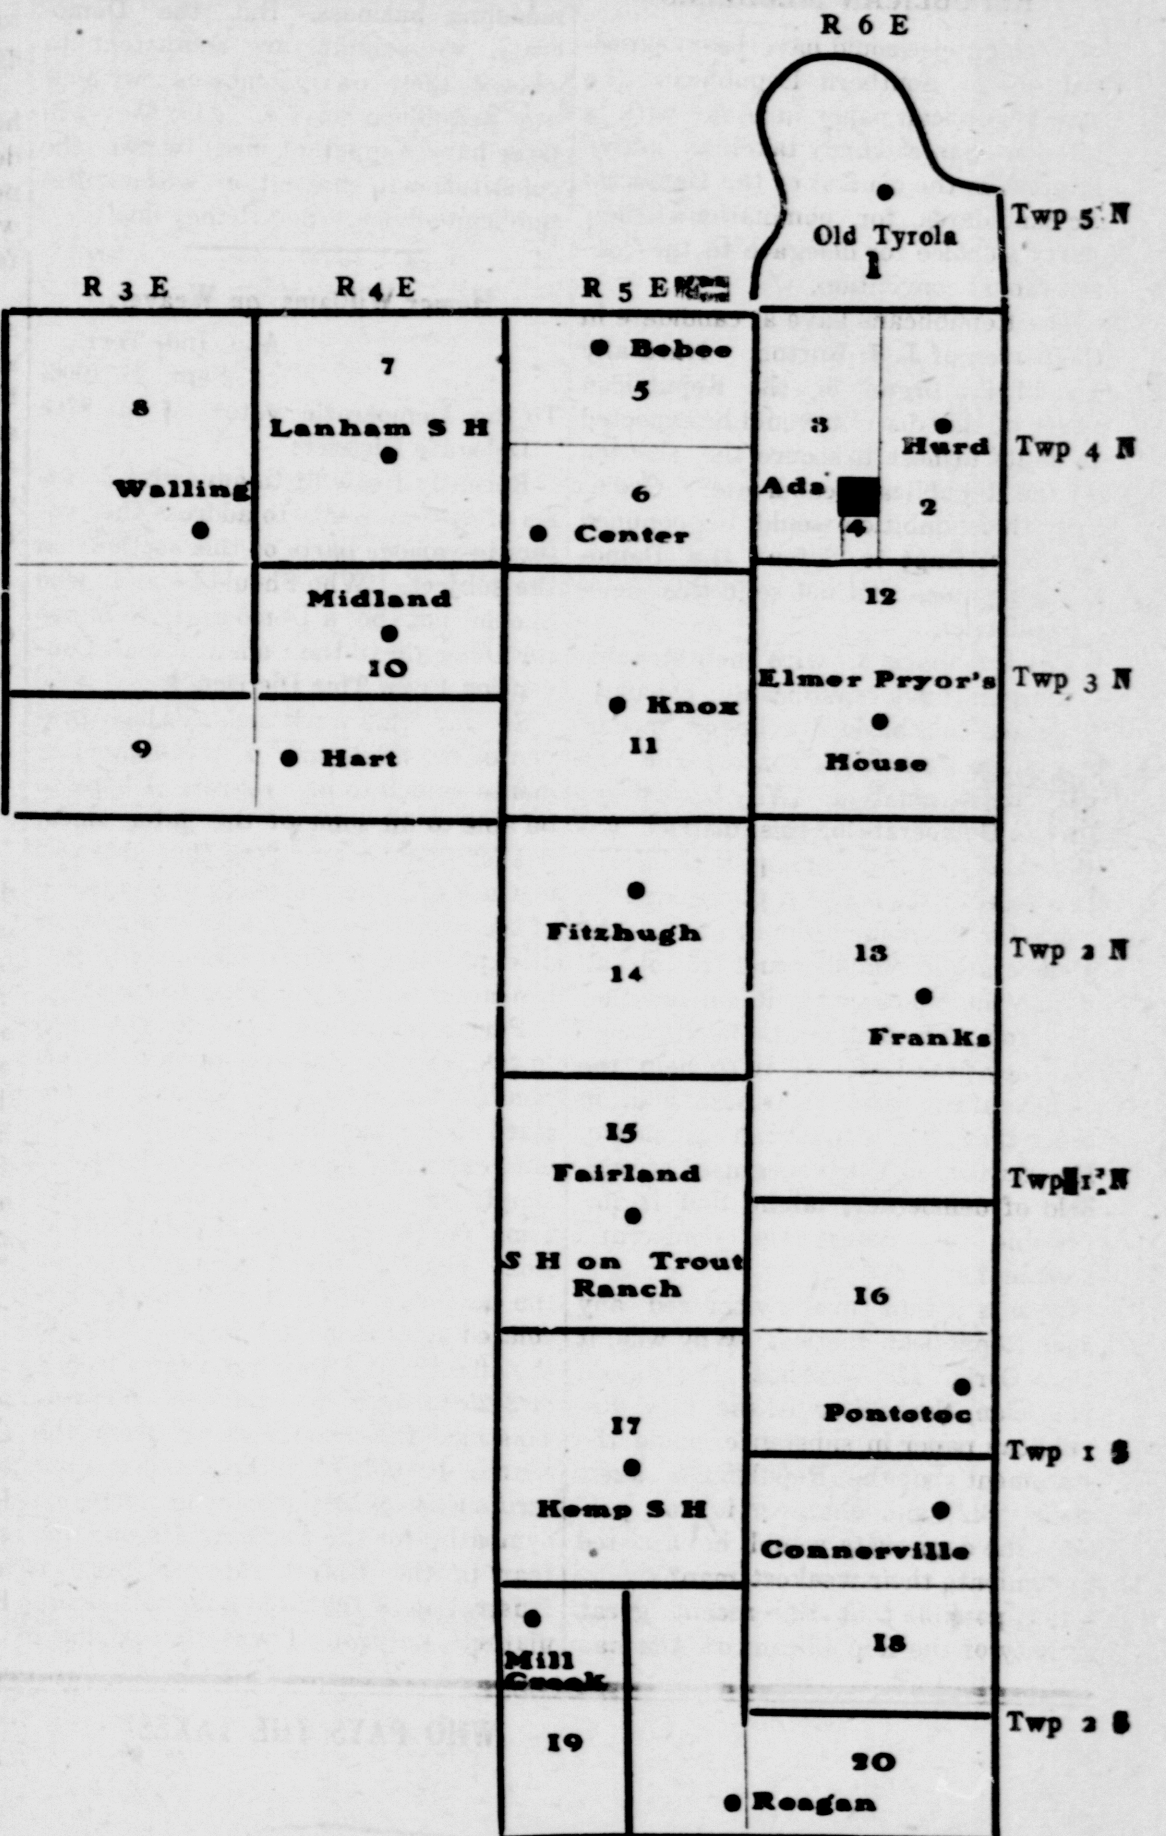 R 6 E
Old Tyrola
1
Twp 5 N
R 3 E
R 4 E
R 5 E
8
Walling
7
Lanham S H
Bebee
5
6
Center
3
Hurd
Ada
4
2
Twp 4 N
Midland
10
9
Hart
Knox
11
12
Elmer Pryor's
House
Twp 3 N
Fitzhugh
14
13
Franks
Twp 2 N
15
Fairland
S H on Trout
Ranch
Twp 1 N
16
Pontotoc
17
Kemp S H
Twp 1 S
Connerville
18
Mill
Creek
19
Twp 2 S
20
Reagan